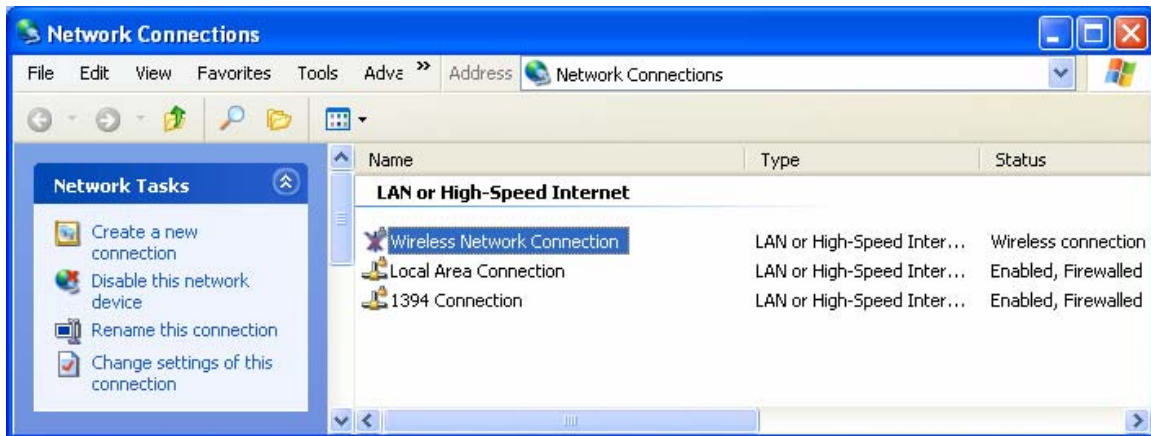 Network Connections
File Edit View Favorites Tools Adva » Address Network Connections
Name Type Status
Network Tasks
LAN or High-Speed Internet
Create a new
connection
Disable this network
device
Rename this connection
Change settings of this
connection
Wireless Network Connection LAN or High-Speed Inter... Wireless connection
Local Area Connection LAN or High-Speed Inter... Enabled, Firewalled
1394 Connection LAN or High-Speed Inter... Enabled, Firewalled